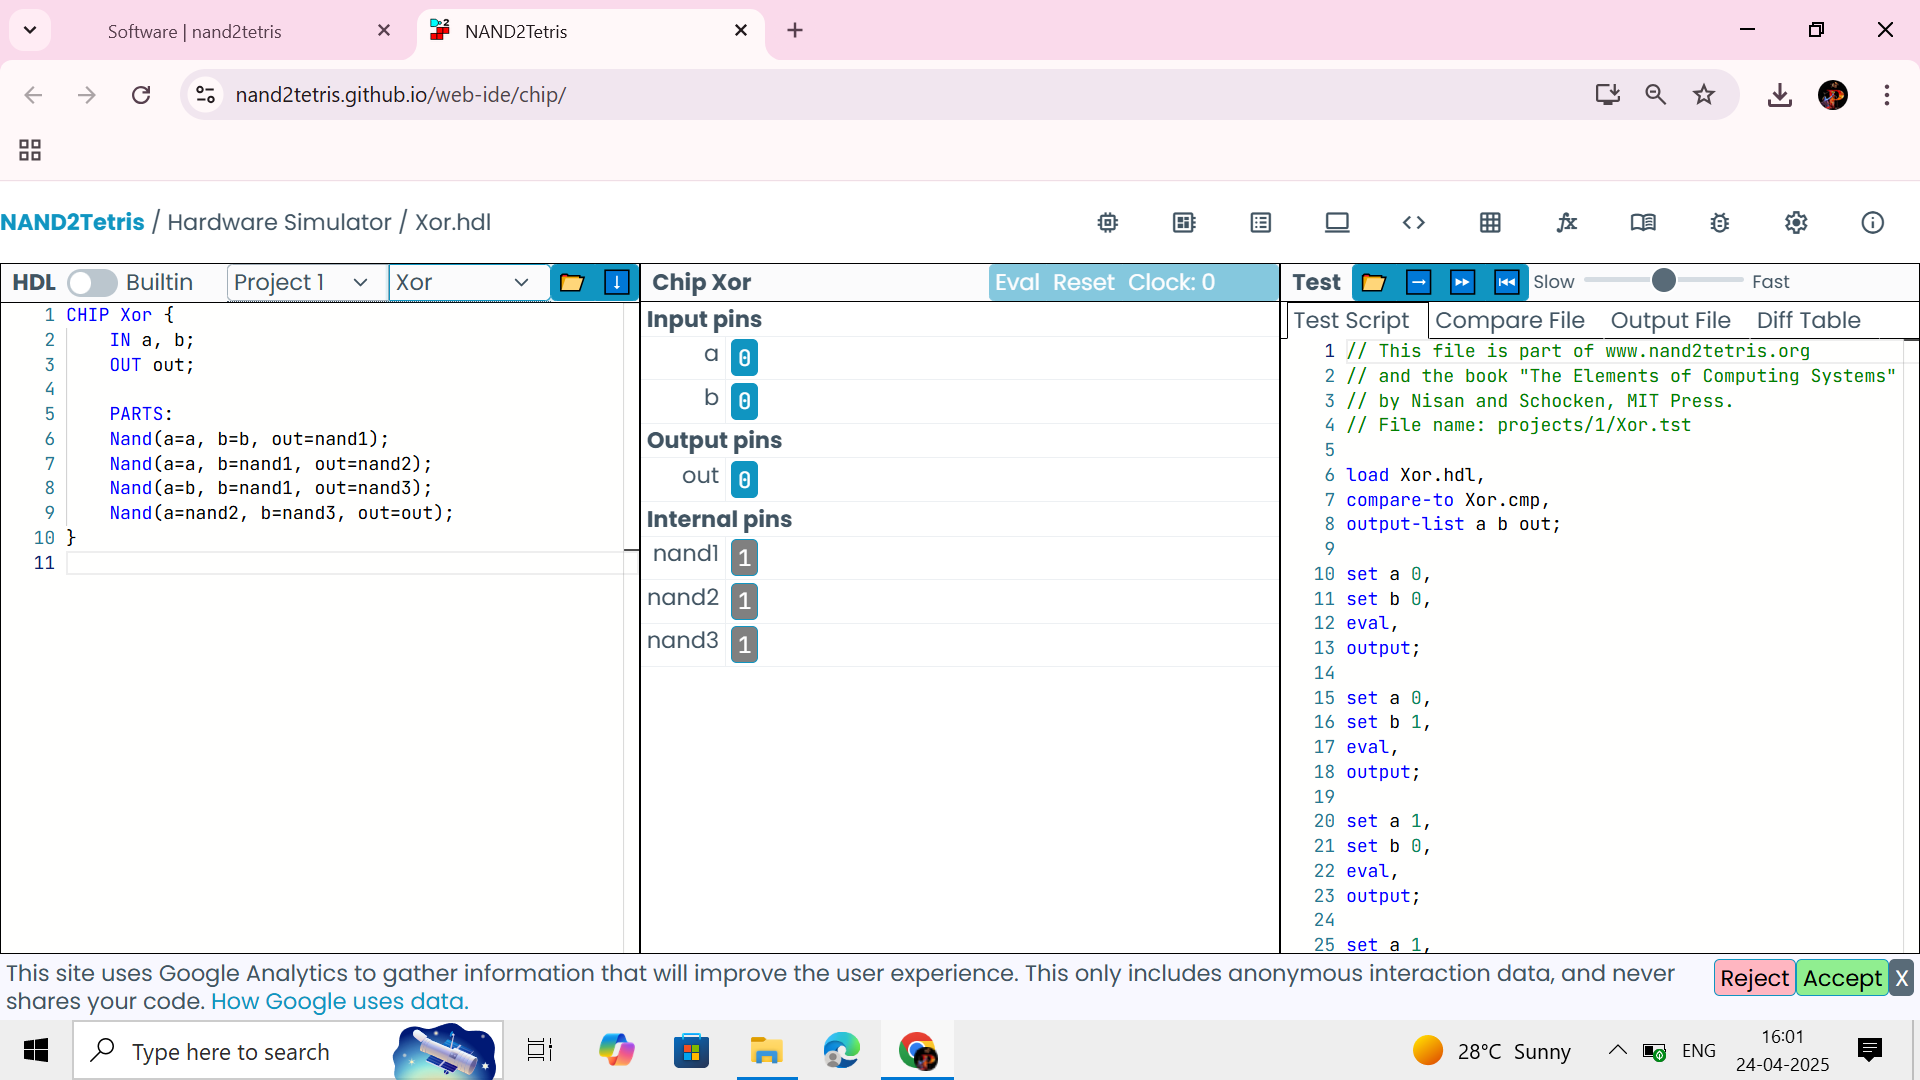 Software | nand2tetris
NAND2Tetris
nand2tetris.github.io/web-ide/chip/
NAND2Tetris / Hardware Simulator / Xor.hdl
HDL Builtin Project 1 Xor
1 CHIP Xor {
2 IN a, b;
3 OUT out;
4
5 PARTS:
6 Nand(a=a, b=b, out=nand1);
7 Nand(a=a, b=nand1, out=nand2);
8 Nand(a=b, b=nand1, out=nand3);
9 Nand(a=nand2, b=nand3, out=out);
10 }
11
Chip Xor Eval Reset Clock: 0
Input pins
a 0
b 0
Output pins
out 0
Internal pins
nand1 1
nand2 1
nand3 1
Test Slow Fast
Test Script Compare File Output File Diff Table
1 // This file is part of www.nand2tetris.org
2 // and the book "The Elements of Computing Systems"
3 // by Nisan and Schocken, MIT Press.
4 // File name: projects/1/Xor.tst
5
6 load Xor.hdl,
7 compare-to Xor.cmp,
8 output-list a b out;
9
10 set a 0,
11 set b 0,
12 eval,
13 output;
14
15 set a 0,
16 set b 1,
17 eval,
18 output;
19
20 set a 1,
21 set b 0,
22 eval,
23 output;
24
25 set a 1,
This site uses Google Analytics to gather information that will improve the user experience. This only includes anonymous interaction data, and never
shares your code. How Google uses data.
Reject Accept X
Type here to search
28°C Sunny
ENG
16:01
24-04-2025